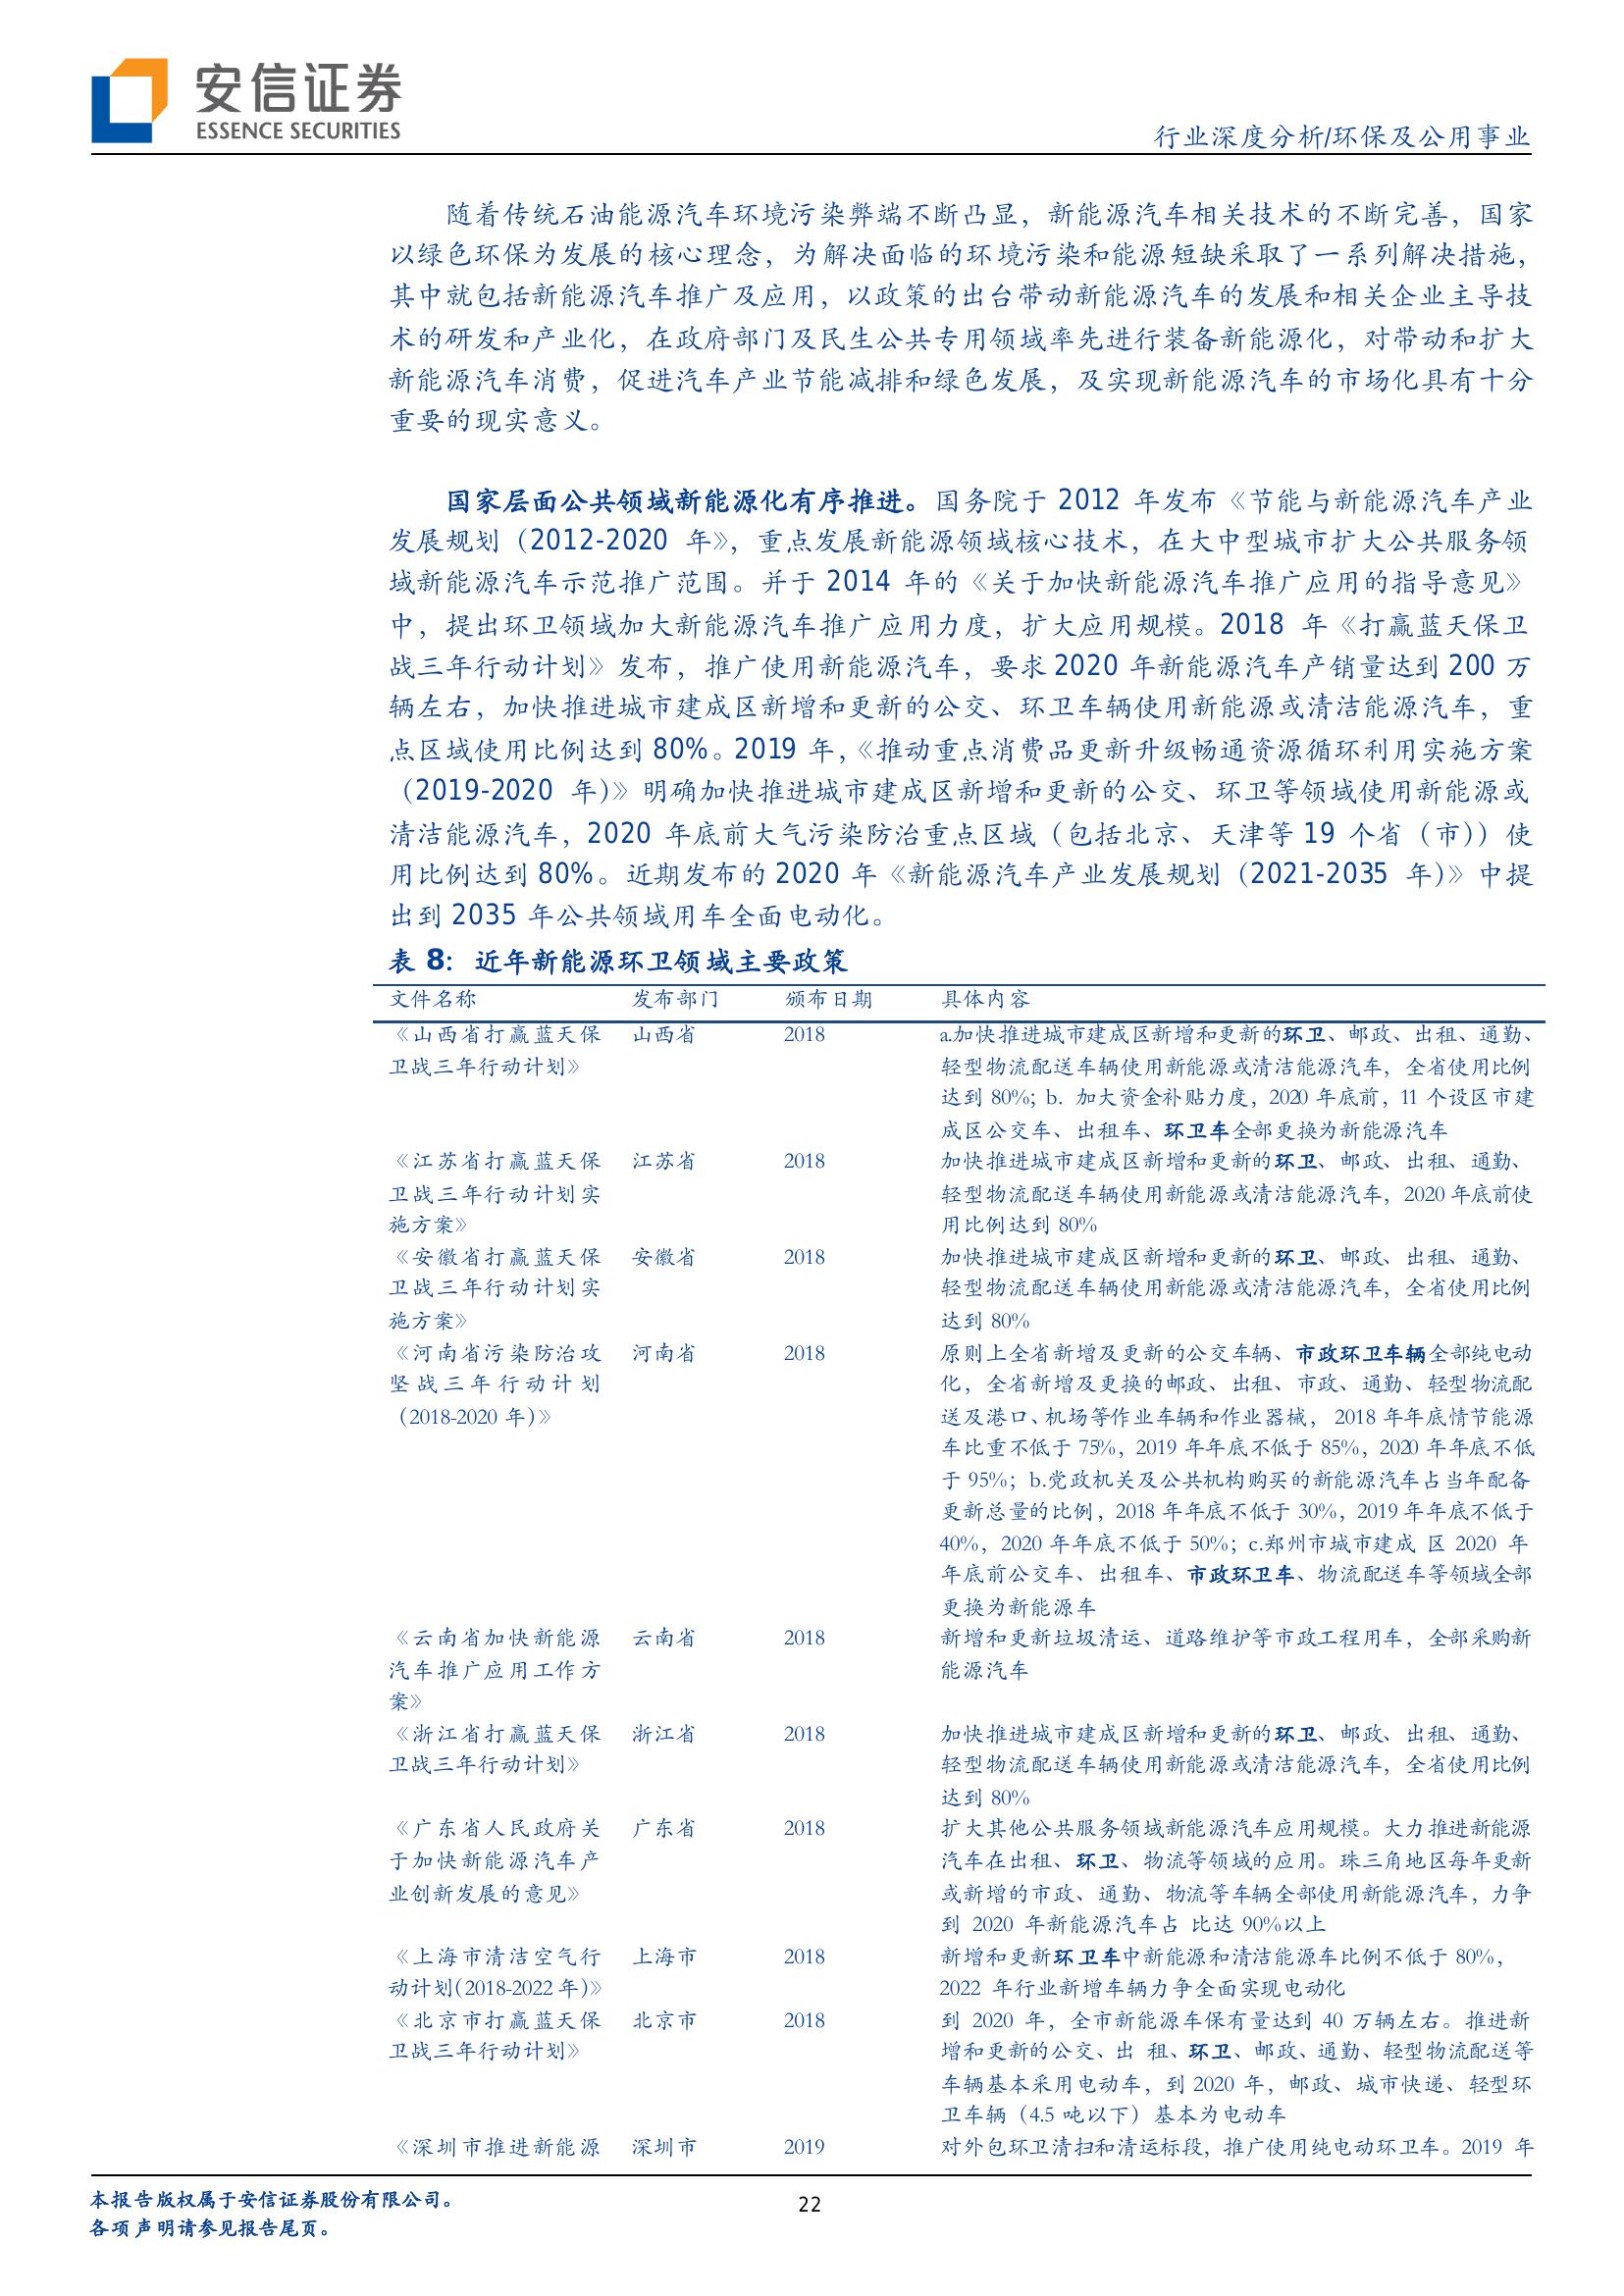 安信证券
ESSENCE SECURITIES
行业深度分析/环保及公用事业
随着传统石油能源汽车环境污染弊端不断凸显，新能源汽车相关技术的不断完善，国家
以绿色环保为发展的核心理念，为解决面临的环境污染和能源短缺采取了一系列解决措施，
其中就包括新能源汽车推广及应用，以政策的出台带动新能源汽车的发展和相关企业主导技
术的研发和产业化，在政府部门及民生公共专用领域率先进行装备新能源化，对带动和扩大
新能源汽车消费，促进汽车产业节能减排和绿色发展，及实现新能源汽车的市场化具有十分
重要的现实意义。
国家层面公共领域新能源化有序推进。国务院于 2012 年发布《节能与新能源汽车产业
发展规划（2012-2020 年》，重点发展新能源领域核心技术，在大中型城市扩大公共服务领
域新能源汽车示范推广范围。并于 2014 年的《关于加快新能源汽车推广应用的指导意见》
中，提出环卫领域加大新能源汽车推广应用力度，扩大应用规模。2018 年《打赢蓝天保卫
战三年行动计划》发布，推广使用新能源汽车，要求 2020 年新能源汽车产销量达到 200 万
辆左右，加快推进城市建成区新增和更新的公交、环卫车辆使用新能源或清洁能源汽车，重
点区域使用比例达到 80%。2019 年，《推动重点消费品更新升级畅通资源循环利用实施方案
（2019-2020 年）》明确加快推进城市建成区新增和更新的公交、环卫等领域使用新能源或
清洁能源汽车，2020 年底前大气污染防治重点区域（包括北京、天津等 19 个省（市））使
用比例达到 80%。近期发布的 2020 年《新能源汽车产业发展规划（2021-2035 年）》中提
出到 2035 年公共领域用车全面电动化。
表 8： 近年新能源环卫领域主要政策
文件名称 发布部门 颁布日期 具体内容
《山西省打赢蓝天保 山西省 2018 a.加快推进城市建成区新增和更新的环卫、邮政、出租、通勤、
卫战三年行动计划》 轻型物流配送车辆使用新能源或清洁能源汽车，全省使用比例
达到 80%；b. 加大资金补贴力度，2020 年底前，11 个设区市建
成区公交车、出租车、环卫车全部更换为新能源汽车
《江苏省打赢蓝天保 江苏省 2018 加快推进城市建成区新增和更新的环卫、邮政、出租、通勤、
卫战三年行动计划实 轻型物流配送车辆使用新能源或清洁能源汽车，2020 年底前使
施方案》 用比例达到 80%
《安徽省打赢蓝天保 安徽省 2018 加快推进城市建成区新增和更新的环卫、邮政、出租、通勤、
卫战三年行动计划实 轻型物流配送车辆使用新能源或清洁能源汽车，全省使用比例
施方案》 达到 80%
《河南省污染防治攻 河南省 2018 原则上全省新增及更新的公交车辆、市政环卫车辆全部纯电动
坚战三年行动计划 化，全省新增及更换的邮政、出租、市政、通勤、轻型物流配
（2018-2020 年）》 送及港口、机场等作业车辆和作业器械， 2018 年年底情节能源
车比重不低于 75%，2019 年年底不低于 85%，2020 年年底不低
于 95%；b.党政机关及公共机构购买的新能源汽车占当年配备
更新总量的比例，2018 年年底不低于 30%，2019 年年底不低于
40%，2020 年年底不低于 50%；c.郑州市城市建成 区 2020 年
年底前公交车、出租车、市政环卫车、物流配送车等领域全部
更换为新能源车
《云南省加快新能源 云南省 2018 新增和更新垃圾清运、道路维护等市政工程用车，全部采购新
汽车推广应用工作方 能源汽车
案》
《浙江省打赢蓝天保 浙江省 2018 加快推进城市建成区新增和更新的环卫、邮政、出租、通勤、
卫战三年行动计划》 轻型物流配送车辆使用新能源或清洁能源汽车，全省使用比例
达到 80%
《广东省人民政府关 广东省 2018 扩大其他公共服务领域新能源汽车应用规模。大力推进新能源
于加快新能源汽车产 汽车在出租、环卫、物流等领域的应用。珠三角地区每年更新
业创新发展的意见》 或新增的市政、通勤、物流等车辆全部使用新能源汽车，力争
到 2020 年新能源汽车占 比达 90%以上
《上海市清洁空气行 上海市 2018 新增和更新环卫车中新能源和清洁能源车比例不低于 80%，
动计划(2018-2022 年)》 2022 年行业新增车辆力争全面实现电动化
《北京市打赢蓝天保 北京市 2018 到 2020 年，全市新能源车保有量达到 40 万辆左右。推进新
卫战三年行动计划》 增和更新的公交、出 租、环卫、邮政、通勤、轻型物流配送等
车辆基本采用电动车，到 2020 年，邮政、城市快递、轻型环
卫车辆（4.5 吨以下）基本为电动车
《深圳市推进新能源 深圳市 2019 对外包环卫清扫和清运标段，推广使用纯电动环卫车。2019 年
本报告版权属于安信证券股份有限公司。
22
各项声明请参见报告尾页。